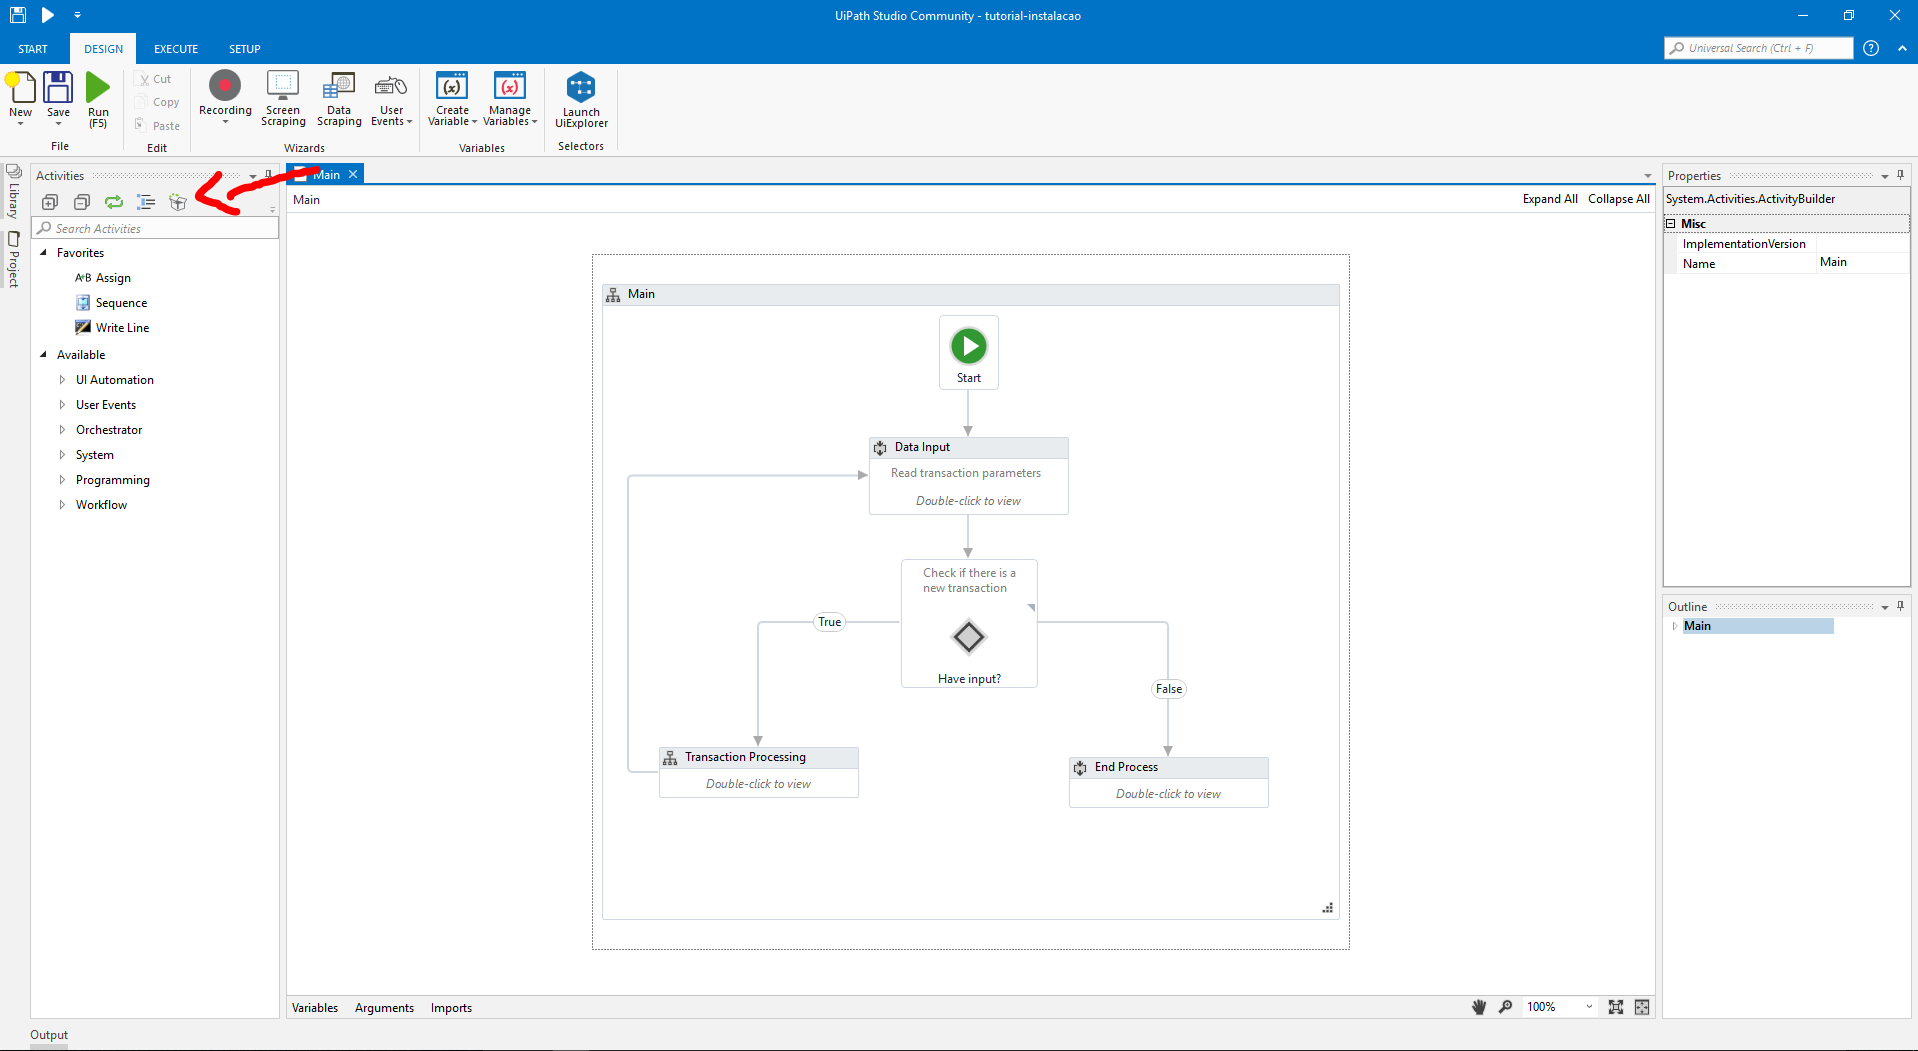 UiPath Studio Community - tutorial-instalacao
START DESIGN EXECUTE SETUP
Universal Search (Ctrl + F)
?
New
Save
Run
(F5)
File
Cut
Copy
Paste
Edit
Recording
Screen
Scraping
Data
Scraping
User
Events
Wizards
Create
Variable
Manage
Variables
Variables
Launch
UiExplorer
Selectors
Library
Project
Activities
Search Activities
Favorites
A+B Assign
Sequence
Write Line
Available
UI Automation
User Events
Orchestrator
System
Programming
Workflow
Main
Main
Expand All Collapse All
Main
Start
Data Input
Read transaction parameters
Double-click to view
Check if there is a
new transaction
True
Have input?
False
Transaction Processing
Double-click to view
End Process
Double-click to view
Variables Arguments Imports
100%
Properties
System.Activities.ActivityBuilder
Misc
ImplementationVersion
Name Main
Outline
Main
Output